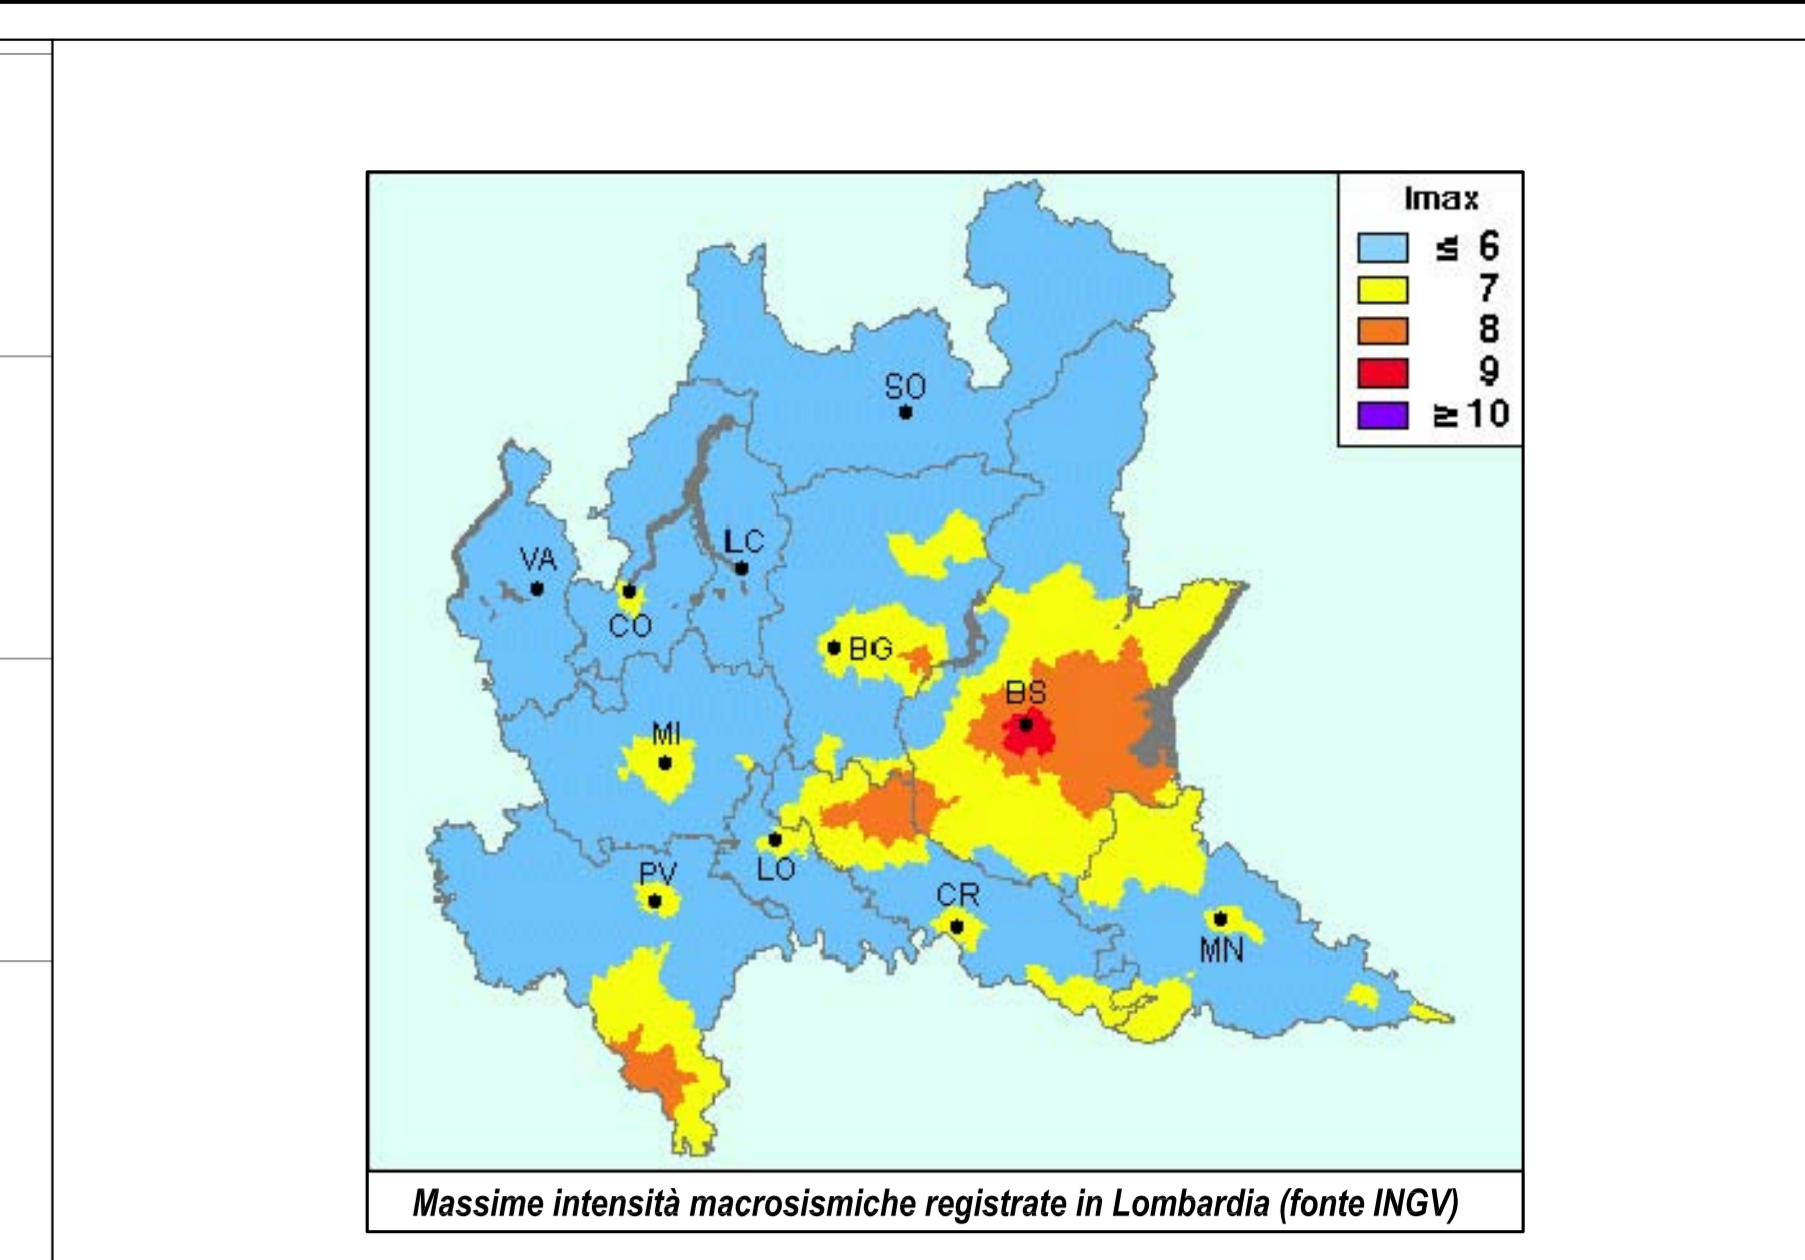 Imax
≤ 6
7
8
9
≥ 10
SO
VA
LC
CO
BG
BS
MI
LO
PV
CR
MN
Massime intensità macrosismiche registrate in Lombardia (fonte INGV)